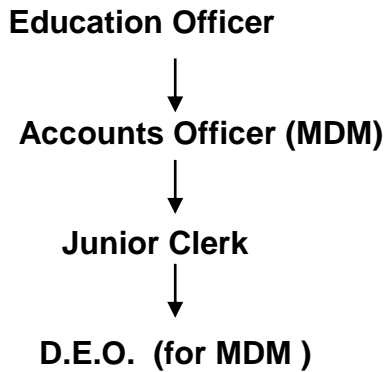 Education Officer
Accounts Officer (MDM)
Junior Clerk
D.E.O. (for MDM )